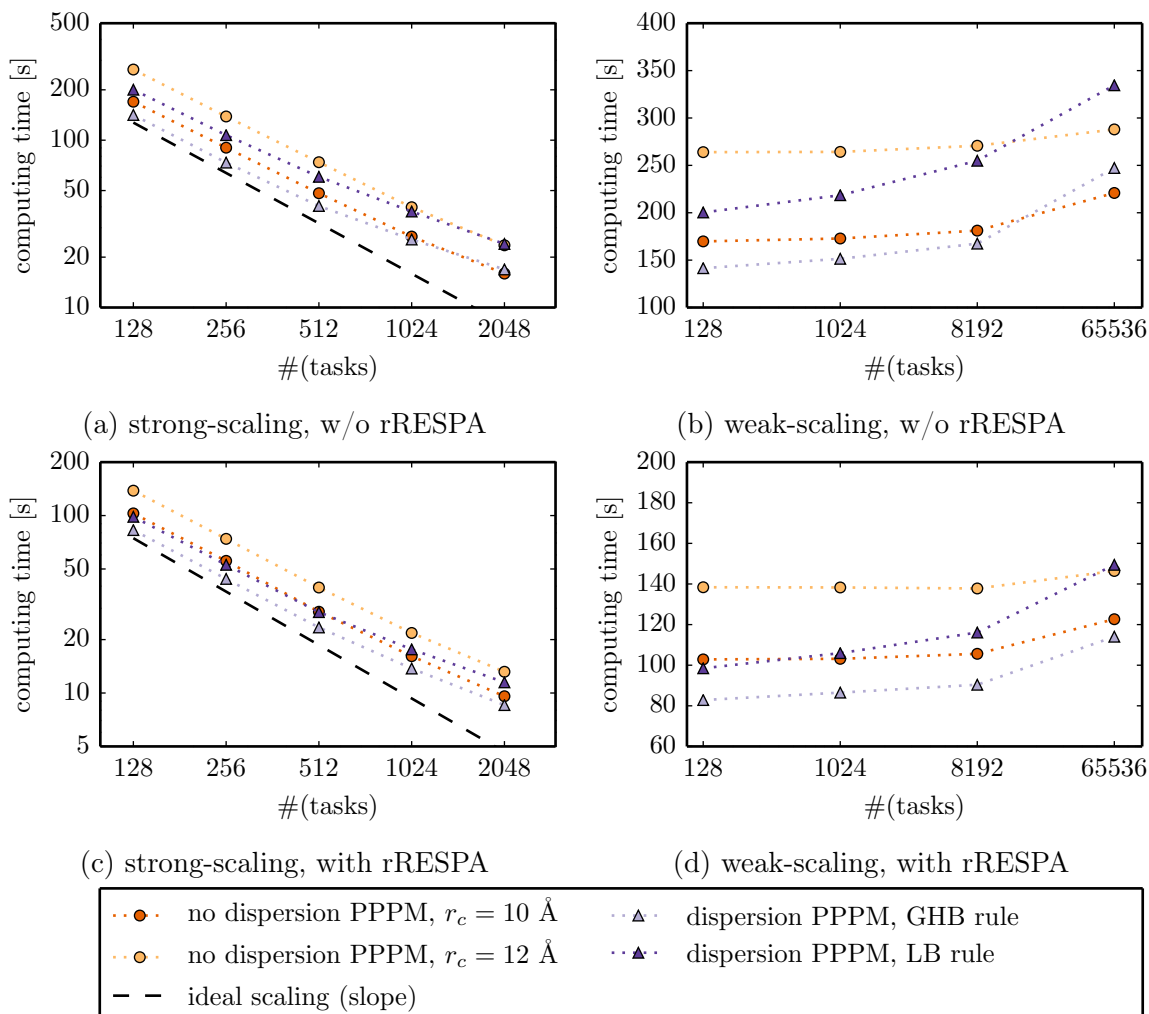 500
200
100
50
20
10
computing time [s]
128 256 512 1024 2048
#(tasks)
(a) strong-scaling, w/o rRESPA
400
350
300
250
200
150
100
computing time [s]
128 1024 8192 65536
#(tasks)
(b) weak-scaling, w/o rRESPA
200
100
50
20
10
5
computing time [s]
128 256 512 1024 2048
#(tasks)
(c) strong-scaling, with rRESPA
200
180
160
140
120
100
80
60
computing time [s]
128 1024 8192 65536
#(tasks)
(d) weak-scaling, with rRESPA
no dispersion PPPM, r_c = 10 Å
no dispersion PPPM, r_c = 12 Å
ideal scaling (slope)
dispersion PPPM, GHB rule
dispersion PPPM, LB rule